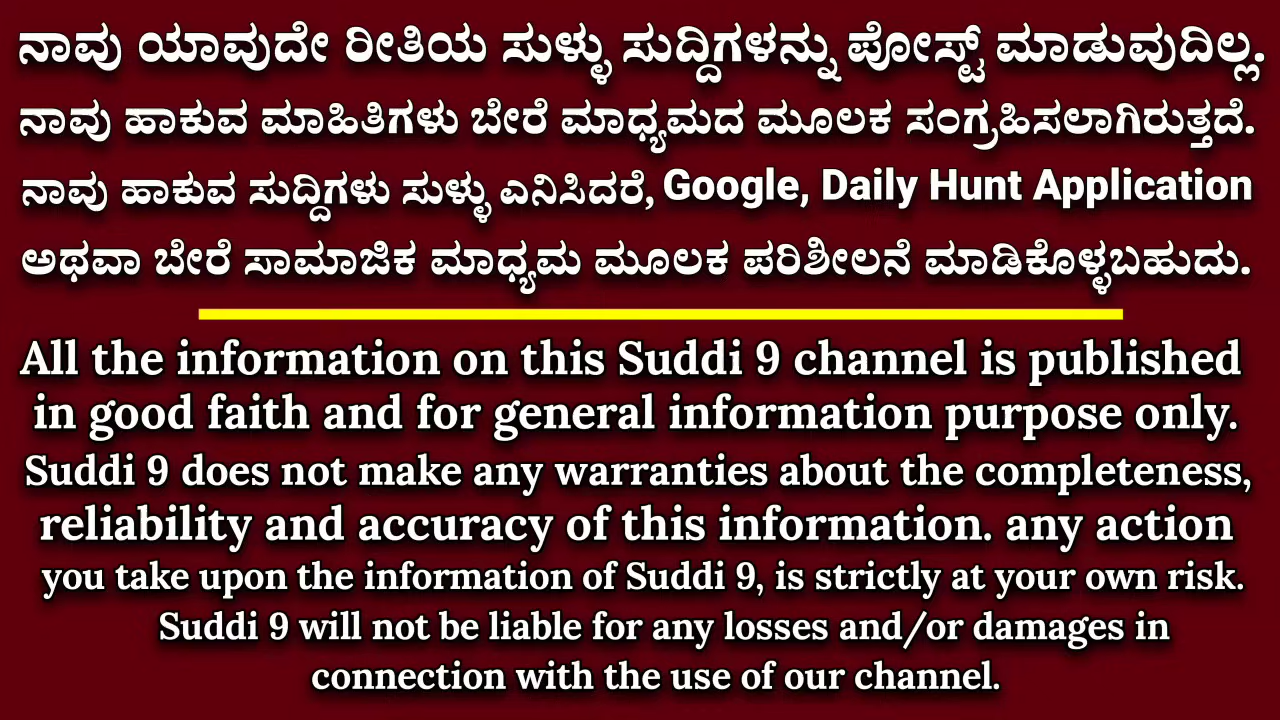 ನಾವು ಯಾವುದೇ ರೀತಿಯ ಸುಳ್ಳು ಸುದ್ದಿಗಳನ್ನು ಪೋಸ್ಟ್ ಮಾಡುವುದಿಲ್ಲ.
ನಾವು ಹಾಕುವ ಮಾಹಿತಿಗಳು ಬೇರೆ ಮಾಧ್ಯಮದ ಮೂಲಕ ಸಂಗ್ರಹಿಸಲಾಗಿರುತ್ತದೆ.
ನಾವು ಹಾಕುವ ಸುದ್ದಿಗಳು ಸುಳ್ಳು ಎನಿಸಿದರೆ, Google, Daily Hunt Application
ಅಥವಾ ಬೇರೆ ಸಾಮಾಜಿಕ ಮಾಧ್ಯಮ ಮೂಲಕ ಪರಿಶೀಲನೆ ಮಾಡಿಕೊಳ್ಳಬಹುದು.
All the information on this Suddi 9 channel is published
in good faith and for general information purpose only.
Suddi 9 does not make any warranties about the completeness,
reliability and accuracy of this information. any action
you take upon the information of Suddi 9, is strictly at your own risk.
Suddi 9 will not be liable for any losses and/or damages in
connection with the use of our channel.